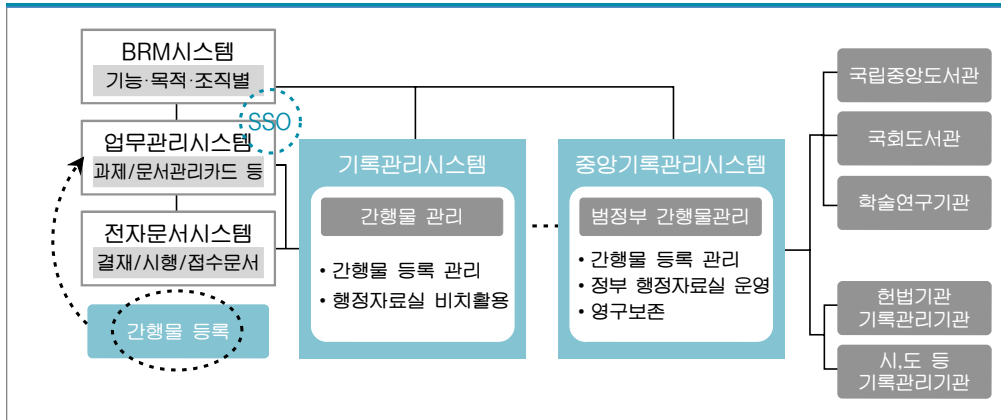 BRM시스템
기능·목적·조직별
SSO
업무관리시스템
과제/문서관리카드 등
전자문서시스템
결재/시행/접수문서
간행물 등록
기록관리시스템
간행물 관리
• 간행물 등록 관리
• 행정자료실 비치활용
중앙기록관리시스템
범정부 간행물관리
• 간행물 등록 관리
• 정부 행정자료실 운영
• 영구보존
국립중앙도서관
국회도서관
학술연구기관
헌법기관
기록관리기관
시,도 등
기록관리기관